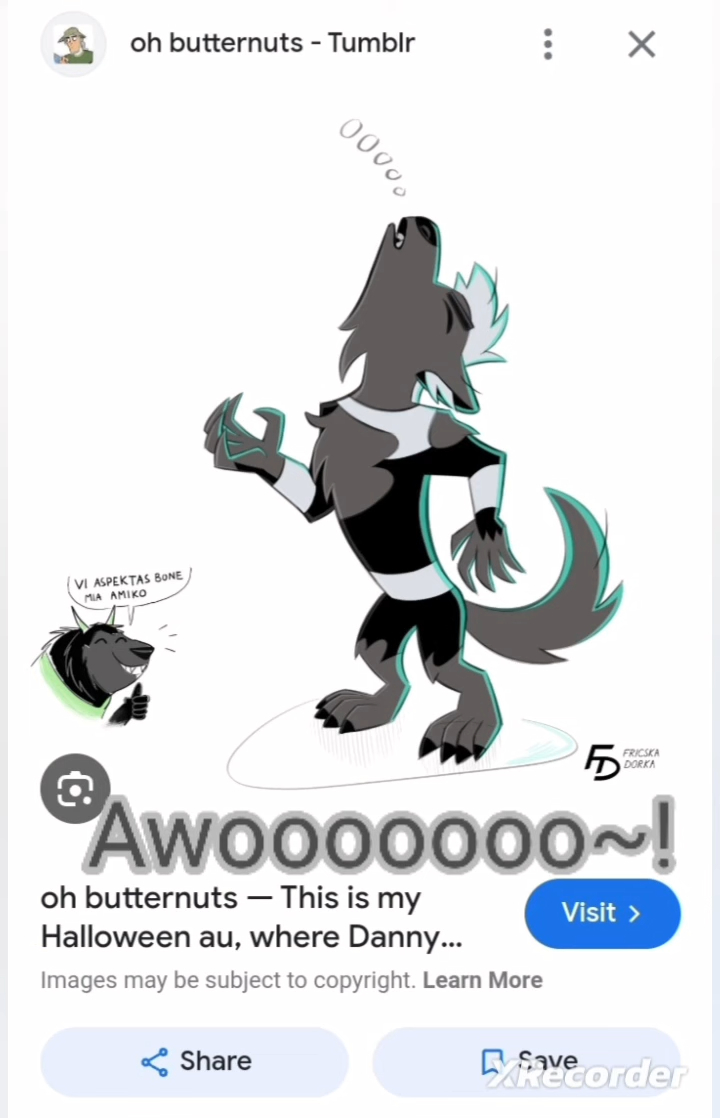 oh butternuts - Tumblr
OOOOO
VI ASPEKTAS BONE
MIA AMIKO
FD FRICSKA
DORKA
Awoooooooo~!
oh butternuts — This is my
Halloween au, where Danny...
Visit
Images may be subject to copyright. Learn More
Share
Save
XRecorder